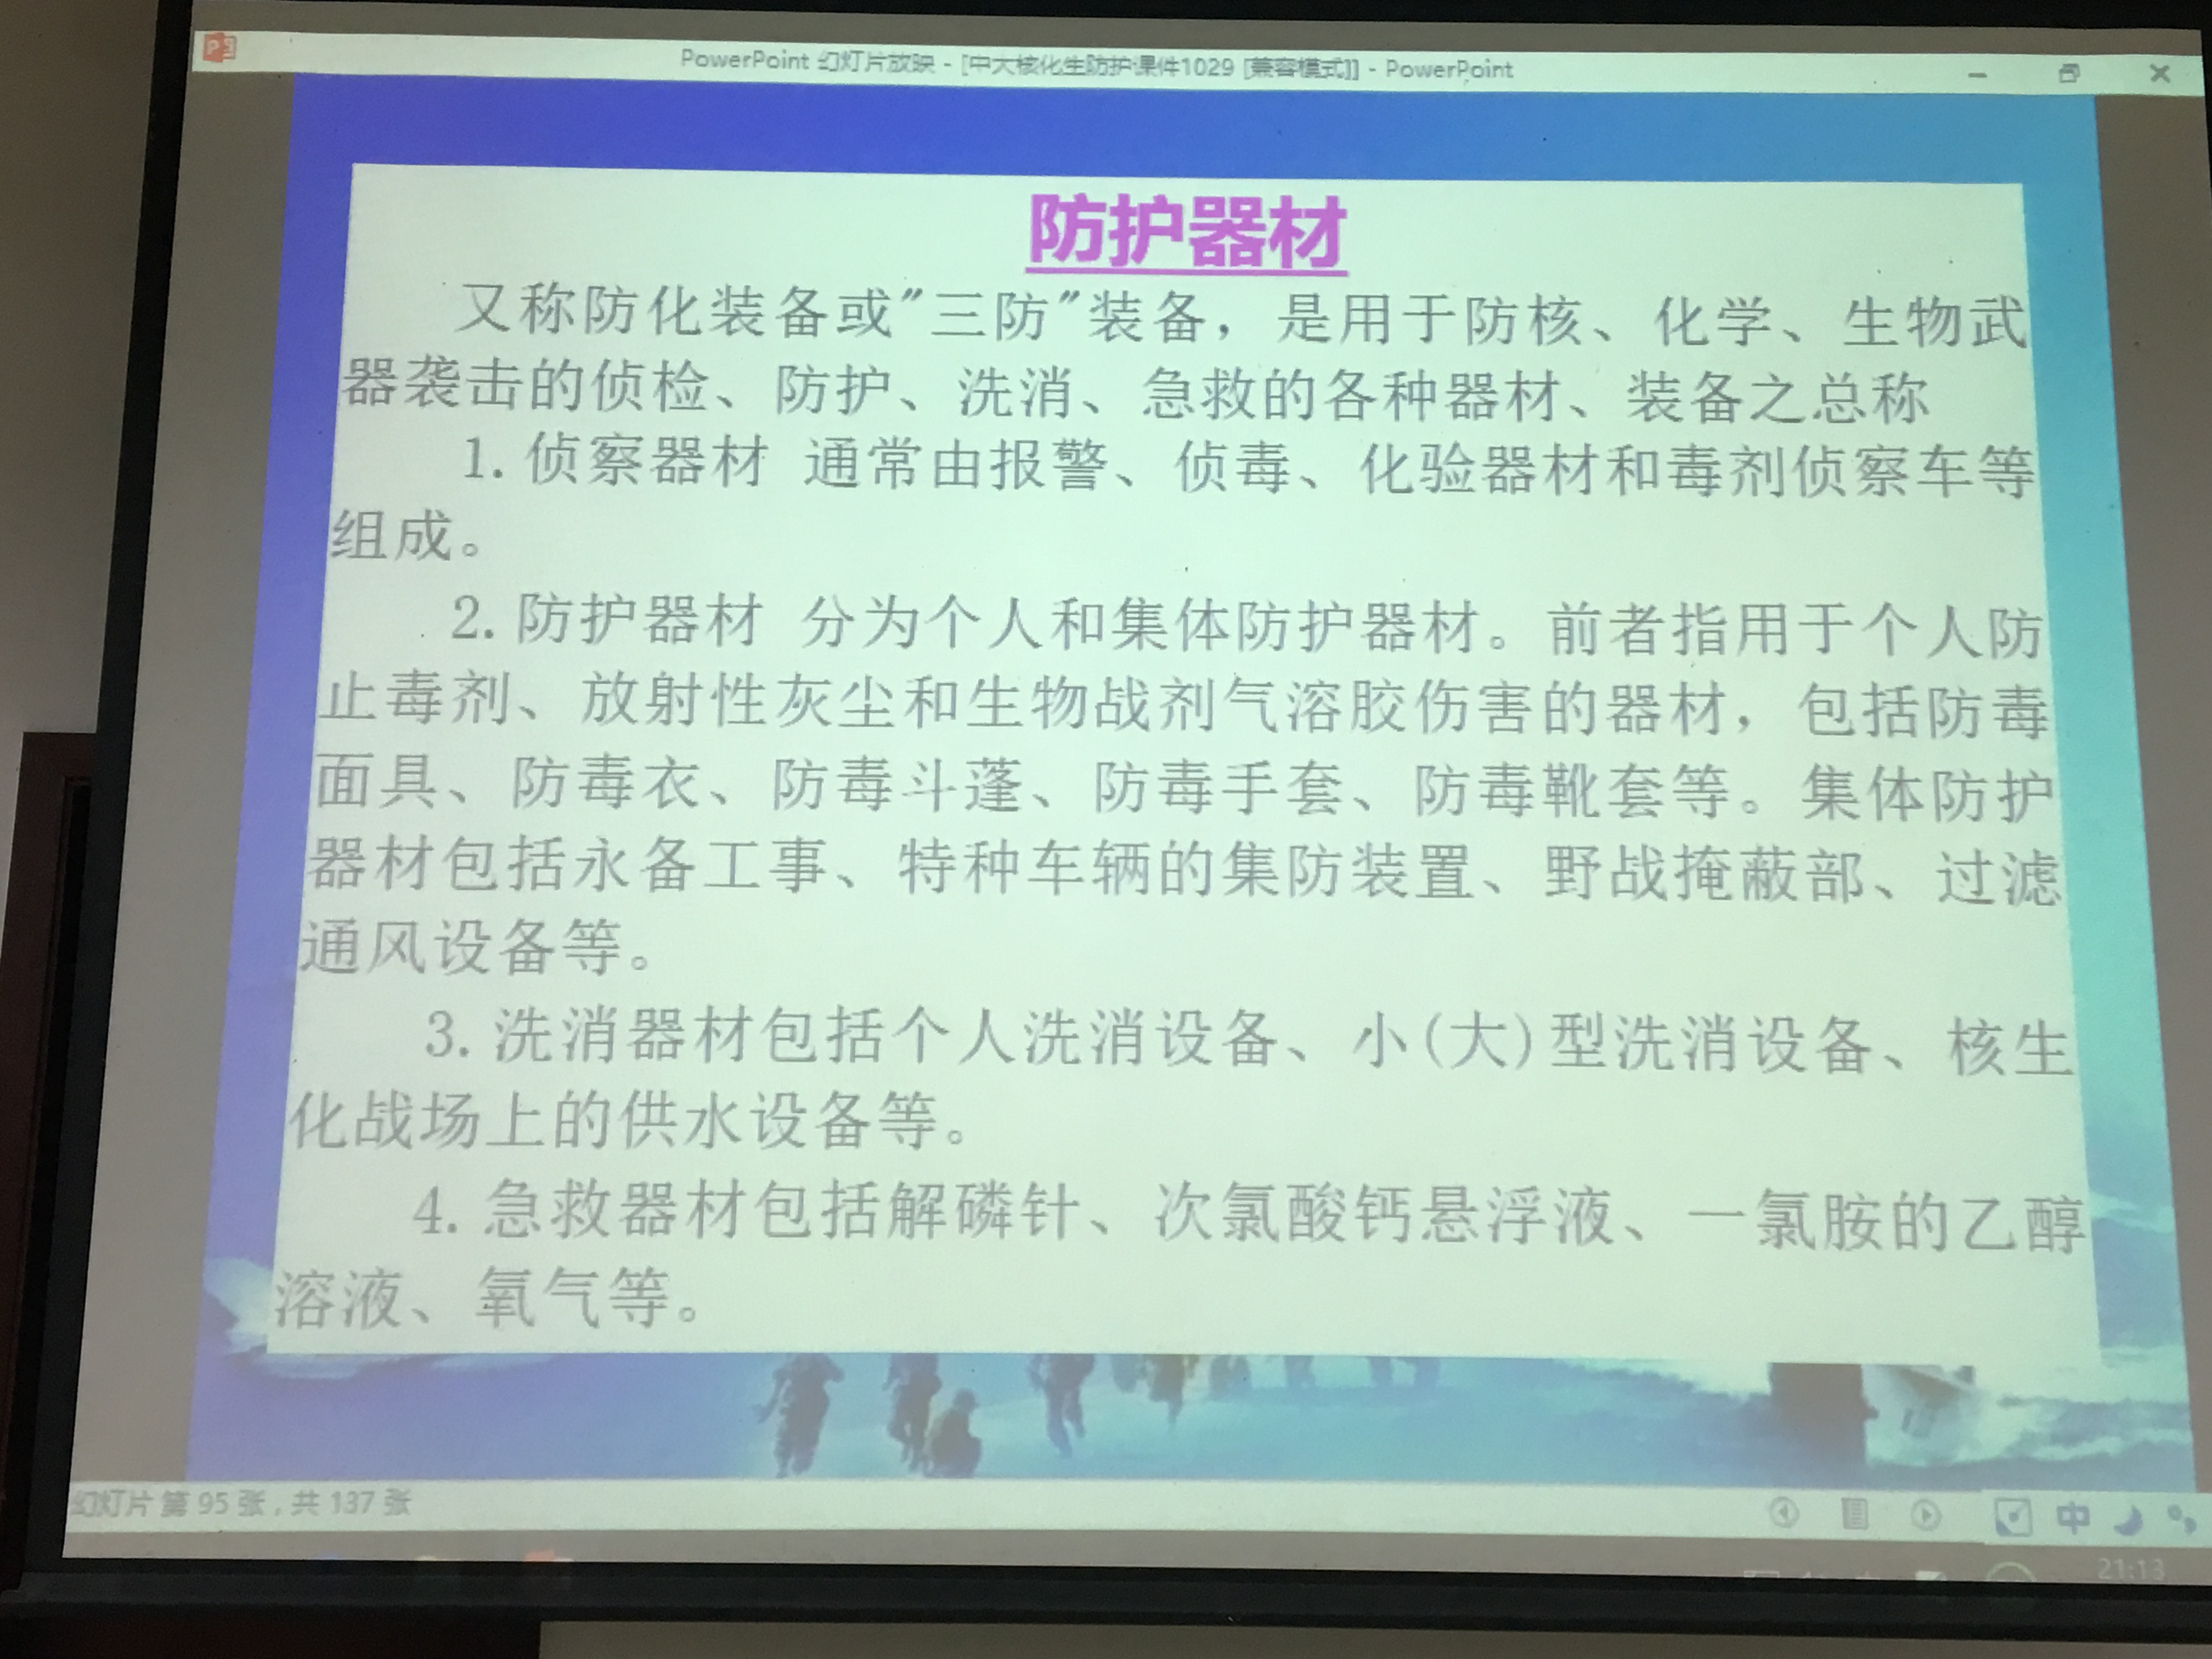 PowerPoint 幻灯片放映 - [中大核化生防护课件1029 [兼容模式]] - PowerPoint
防护器材
又称防化装备或"三防"装备，是用于防核、化学、生物武
器袭击的侦检、防护、洗消、急救的各种器材、装备之总称
1.侦察器材 通常由报警、侦毒、化验器材和毒剂侦察车等
组成。
2.防护器材 分为个人和集体防护器材。前者指用于个人防
止毒剂、放射性灰尘和生物战剂气溶胶伤害的器材，包括防毒
面具、防毒衣、防毒斗蓬、防毒手套、防毒靴套等。集体防护
器材包括永备工事、特种车辆的集防装置、野战掩蔽部、过滤
通风设备等。
3.洗消器材包括个人洗消设备、小(大)型洗消设备、核生
化战场上的供水设备等。
4.急救器材包括解磷针、次氯酸钙悬浮液、一氯胺的乙醇
溶液、氧气等。
幻灯片 第 95 张，共 137 张
中
21:13